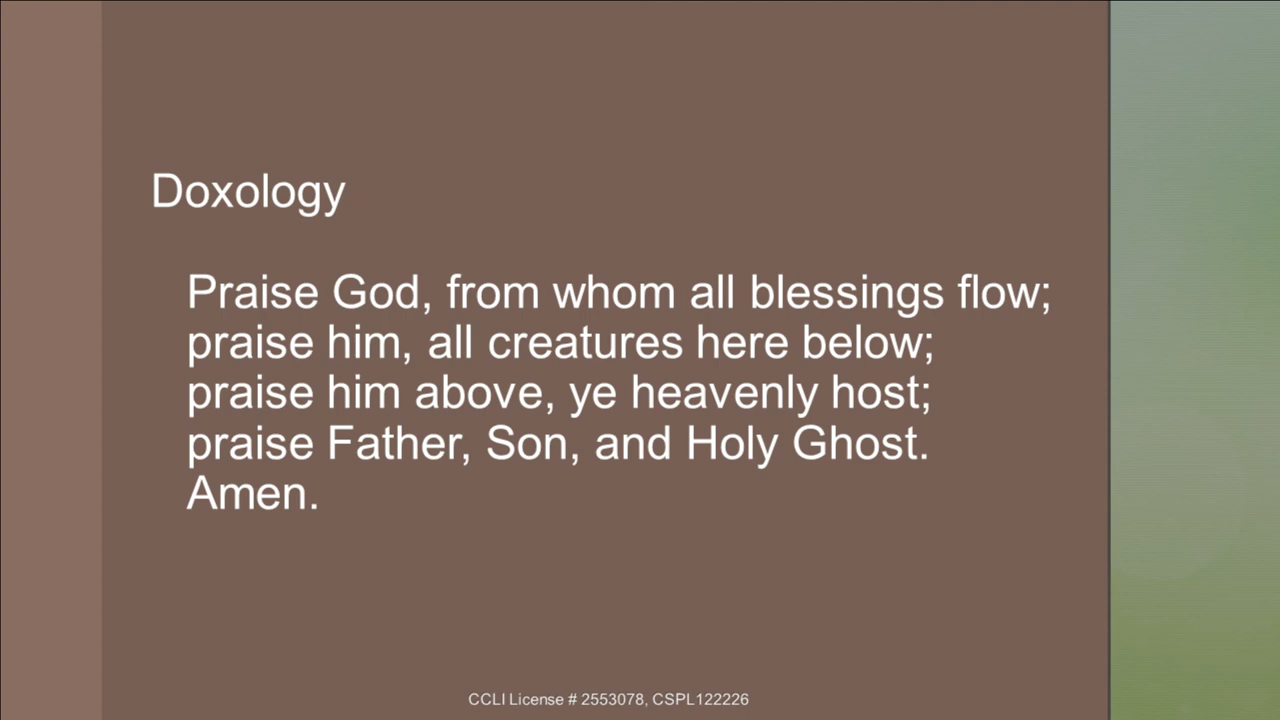 Doxology
Praise God, from whom all blessings flow;
praise him, all creatures here below;
praise him above, ye heavenly host;
praise Father, Son, and Holy Ghost.
Amen.
CCLI License # 2553078, CSPL122226